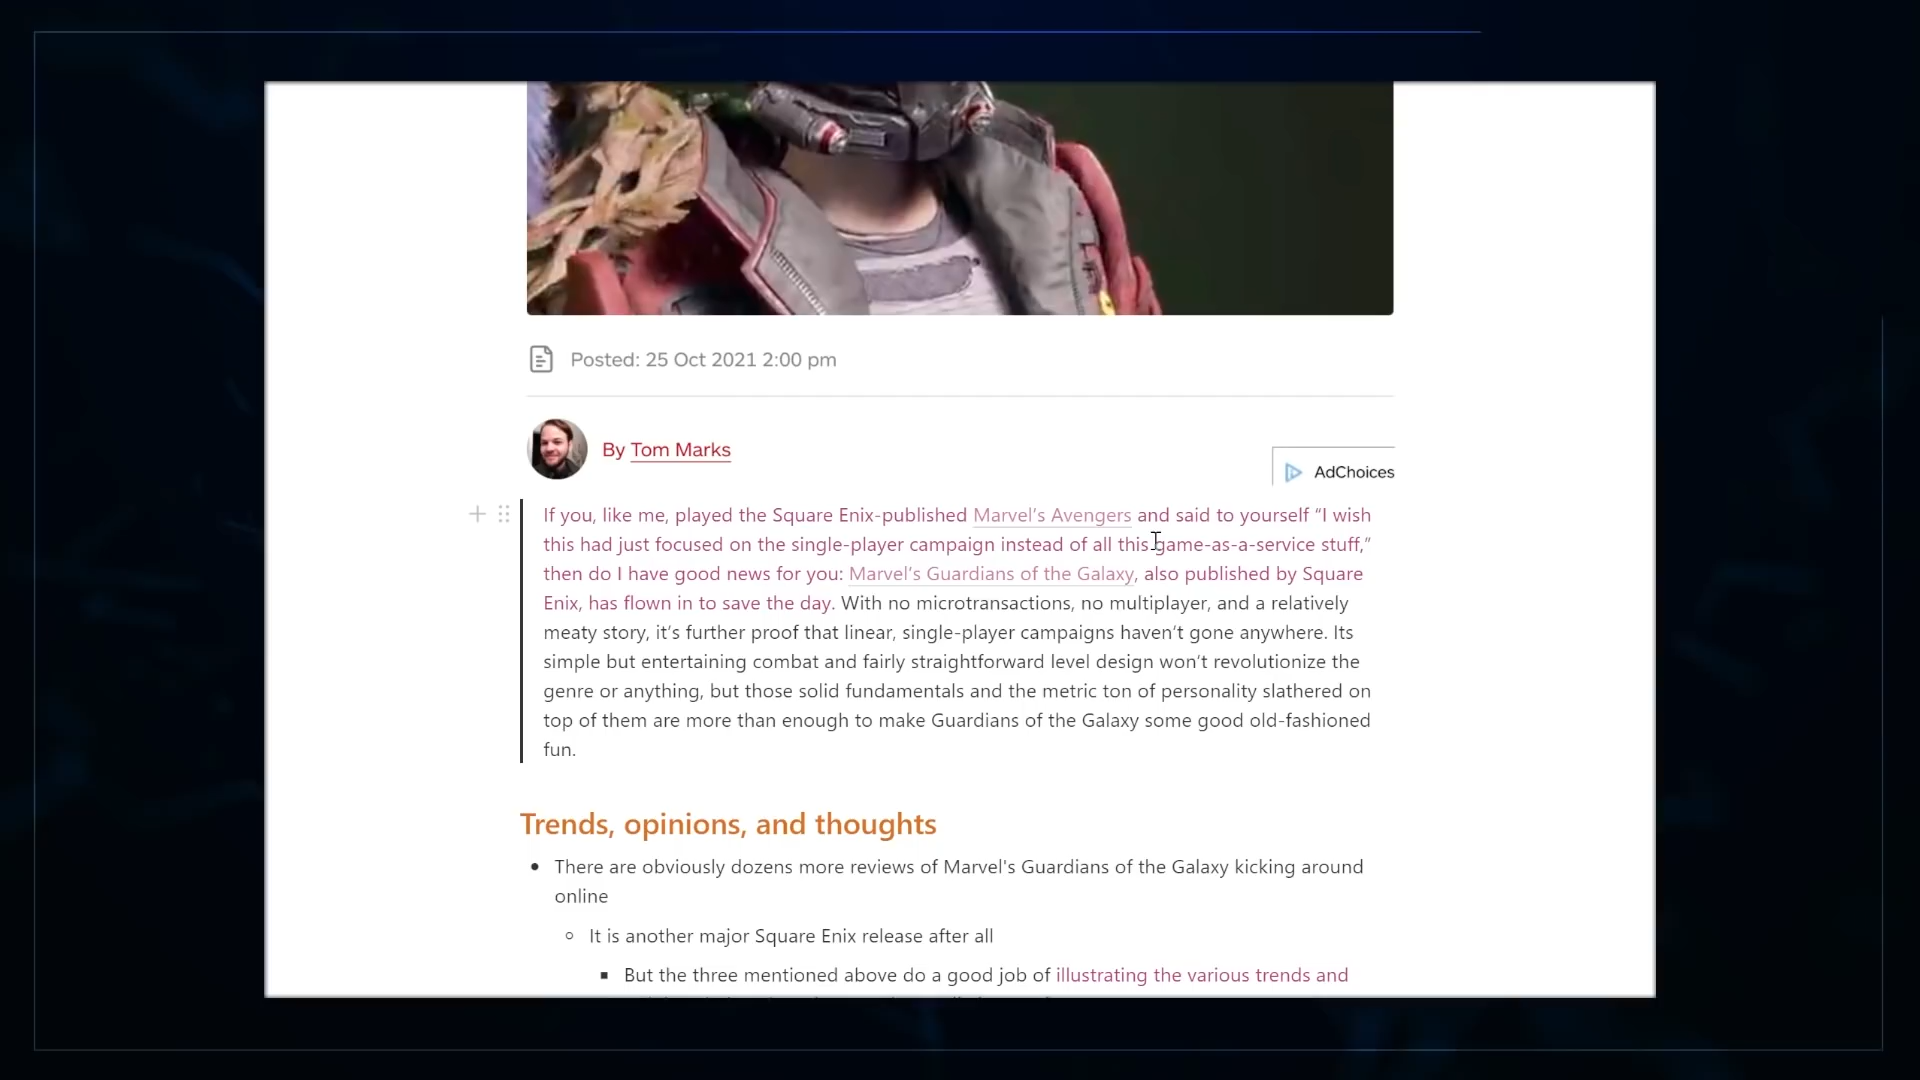 Posted: 25 Oct 2021 2:00 pm
By Tom Marks
AdChoices
If you, like me, played the Square Enix-published Marvel’s Avengers and said to yourself “I wish
this had just focused on the single-player campaign instead of all this game-as-a-service stuff,”
then do I have good news for you: Marvel’s Guardians of the Galaxy, also published by Square
Enix, has flown in to save the day. With no microtransactions, no multiplayer, and a relatively
meaty story, it’s further proof that linear, single-player campaigns haven’t gone anywhere. Its
simple but entertaining combat and fairly straightforward level design won’t revolutionize the
genre or anything, but those solid fundamentals and the metric ton of personality slathered on
top of them are more than enough to make Guardians of the Galaxy some good old-fashioned
fun.
Trends, opinions, and thoughts
There are obviously dozens more reviews of Marvel's Guardians of the Galaxy kicking around
online
It is another major Square Enix release after all
But the three mentioned above do a good job of illustrating the various trends and